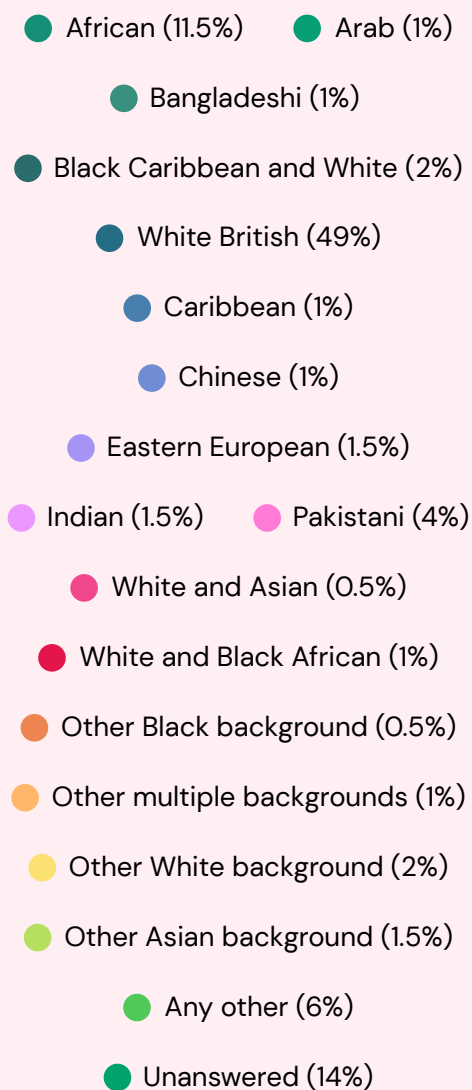 African (11.5%) Arab (1%)
Bangladeshi (1%)
Black Caribbean and White (2%)
White British (49%)
Caribbean (1%)
Chinese (1%)
Eastern European (1.5%)
Indian (1.5%) Pakistani (4%)
White and Asian (0.5%)
White and Black African (1%)
Other Black background (0.5%)
Other multiple backgrounds (1%)
Other White background (2%)
Other Asian background (1.5%)
Any other (6%)
Unanswered (14%)